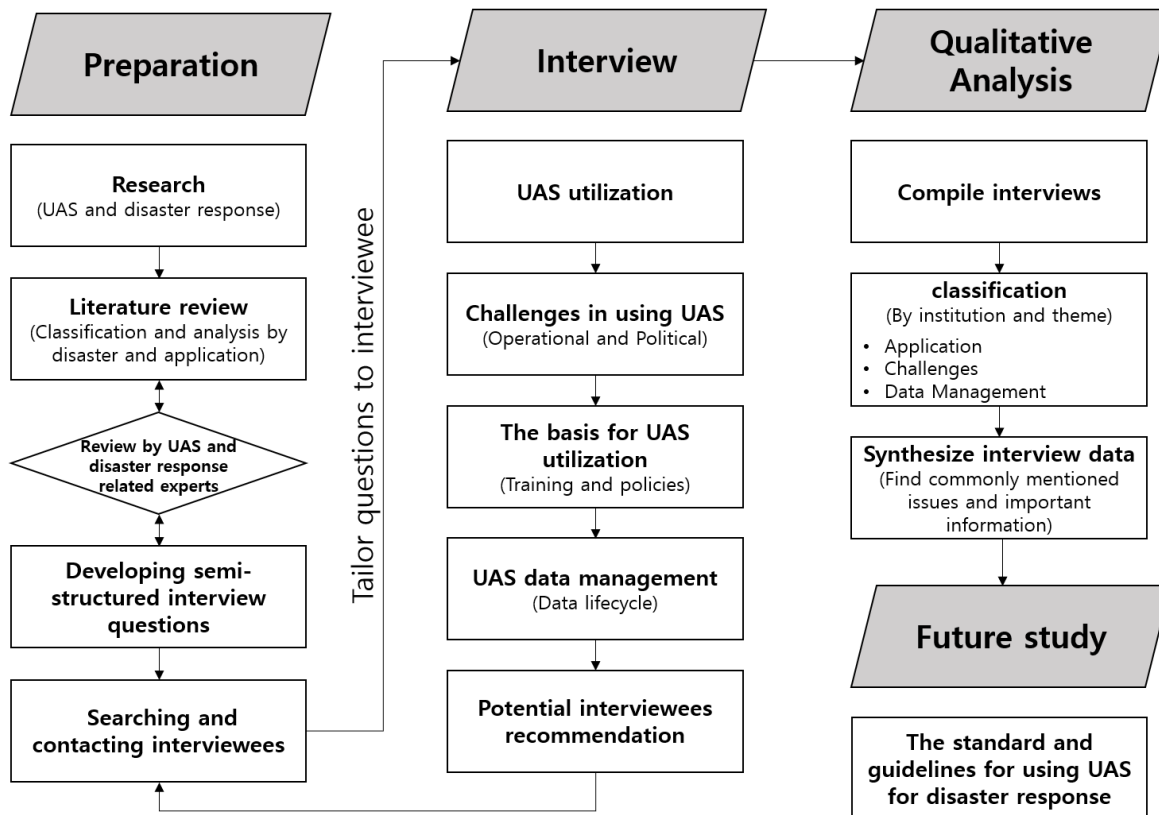 Preparation
Research
(UAS and disaster response)
Literature review
(Classification and analysis by
disaster and application)
Review by UAS and
disaster response
related experts
Developing semi-
structured interview
questions
Searching and
contacting interviewees
Tailor questions to interviewee
Interview
UAS utilization
Challenges in using UAS
(Operational and Political)
The basis for UAS
utilization
(Training and policies)
UAS data management
(Data lifecycle)
Potential interviewees
recommendation
Qualitative
Analysis
Compile interviews
classification
(By institution and theme)
• Application
• Challenges
• Data Management
Synthesize interview data
(Find commonly mentioned
issues and important
information)
Future study
The standard and
guidelines for using UAS
for disaster response